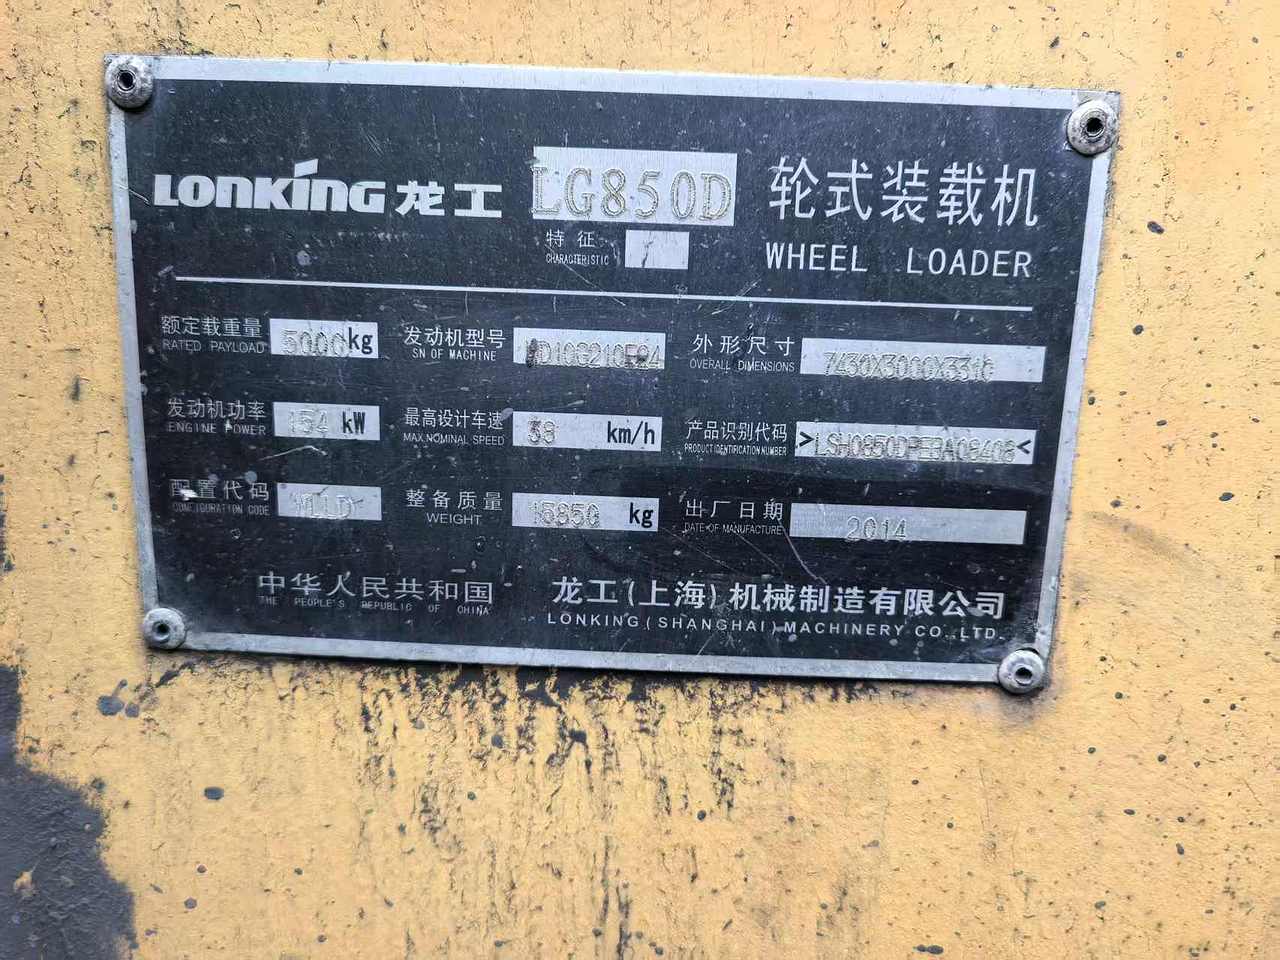 LONKING 龙工 LG850D 轮式装载机
特征
CHARACTERISTIC
WHEEL LOADER
额定载重量 5000kg 发动机型号 外形尺寸 7430X3000X3310
RATED PAYLOAD SN OF MACHINE OVERALL DIMENSIONS
发动机功率 154 kW 最高设计车速 38 km/h 产品识别代码
ENGINE POWER MAX.NOMINAL SPEED PRODUCT IDENTIFICATION NUMBER
配置代码 整备质量 15850 kg 出厂日期 2014
CONFIGURATION CODE WEIGHT DATE OF MANUFACTURE
中华人民共和国 龙工(上海)机械制造有限公司
THE PEOPLE'S REPUBLIC OF CHINA LONKING(SHANGHAI)MACHINERY CO.,LTD.